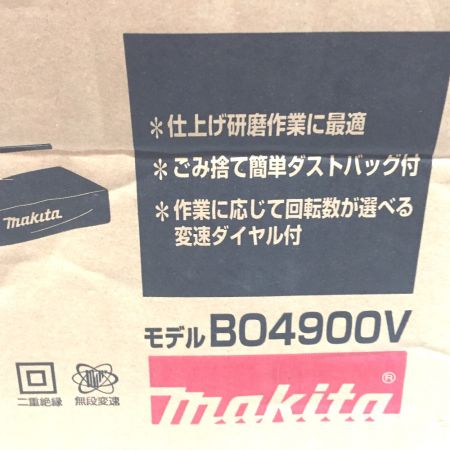 *仕上げ研磨作業に最適
*ごみ捨て簡単ダストバッグ付
*作業に応じて回転数が選べる
変速ダイヤル付
makita
モデルBO4900V
二重絶縁
無段変速
makita®